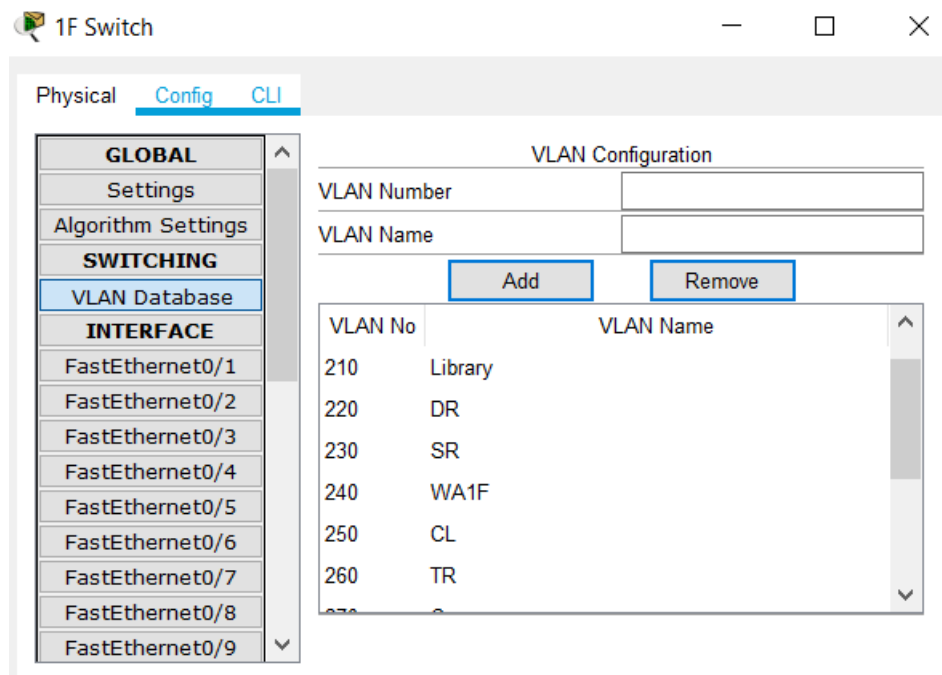 1F Switch
Physical Config CLI
GLOBAL
Settings
Algorithm Settings
SWITCHING
VLAN Database
INTERFACE
FastEthernet0/1
FastEthernet0/2
FastEthernet0/3
FastEthernet0/4
FastEthernet0/5
FastEthernet0/6
FastEthernet0/7
FastEthernet0/8
FastEthernet0/9
VLAN Configuration
VLAN Number
VLAN Name
Add Remove
VLAN No VLAN Name
210 Library
220 DR
230 SR
240 WA1F
250 CL
260 TR